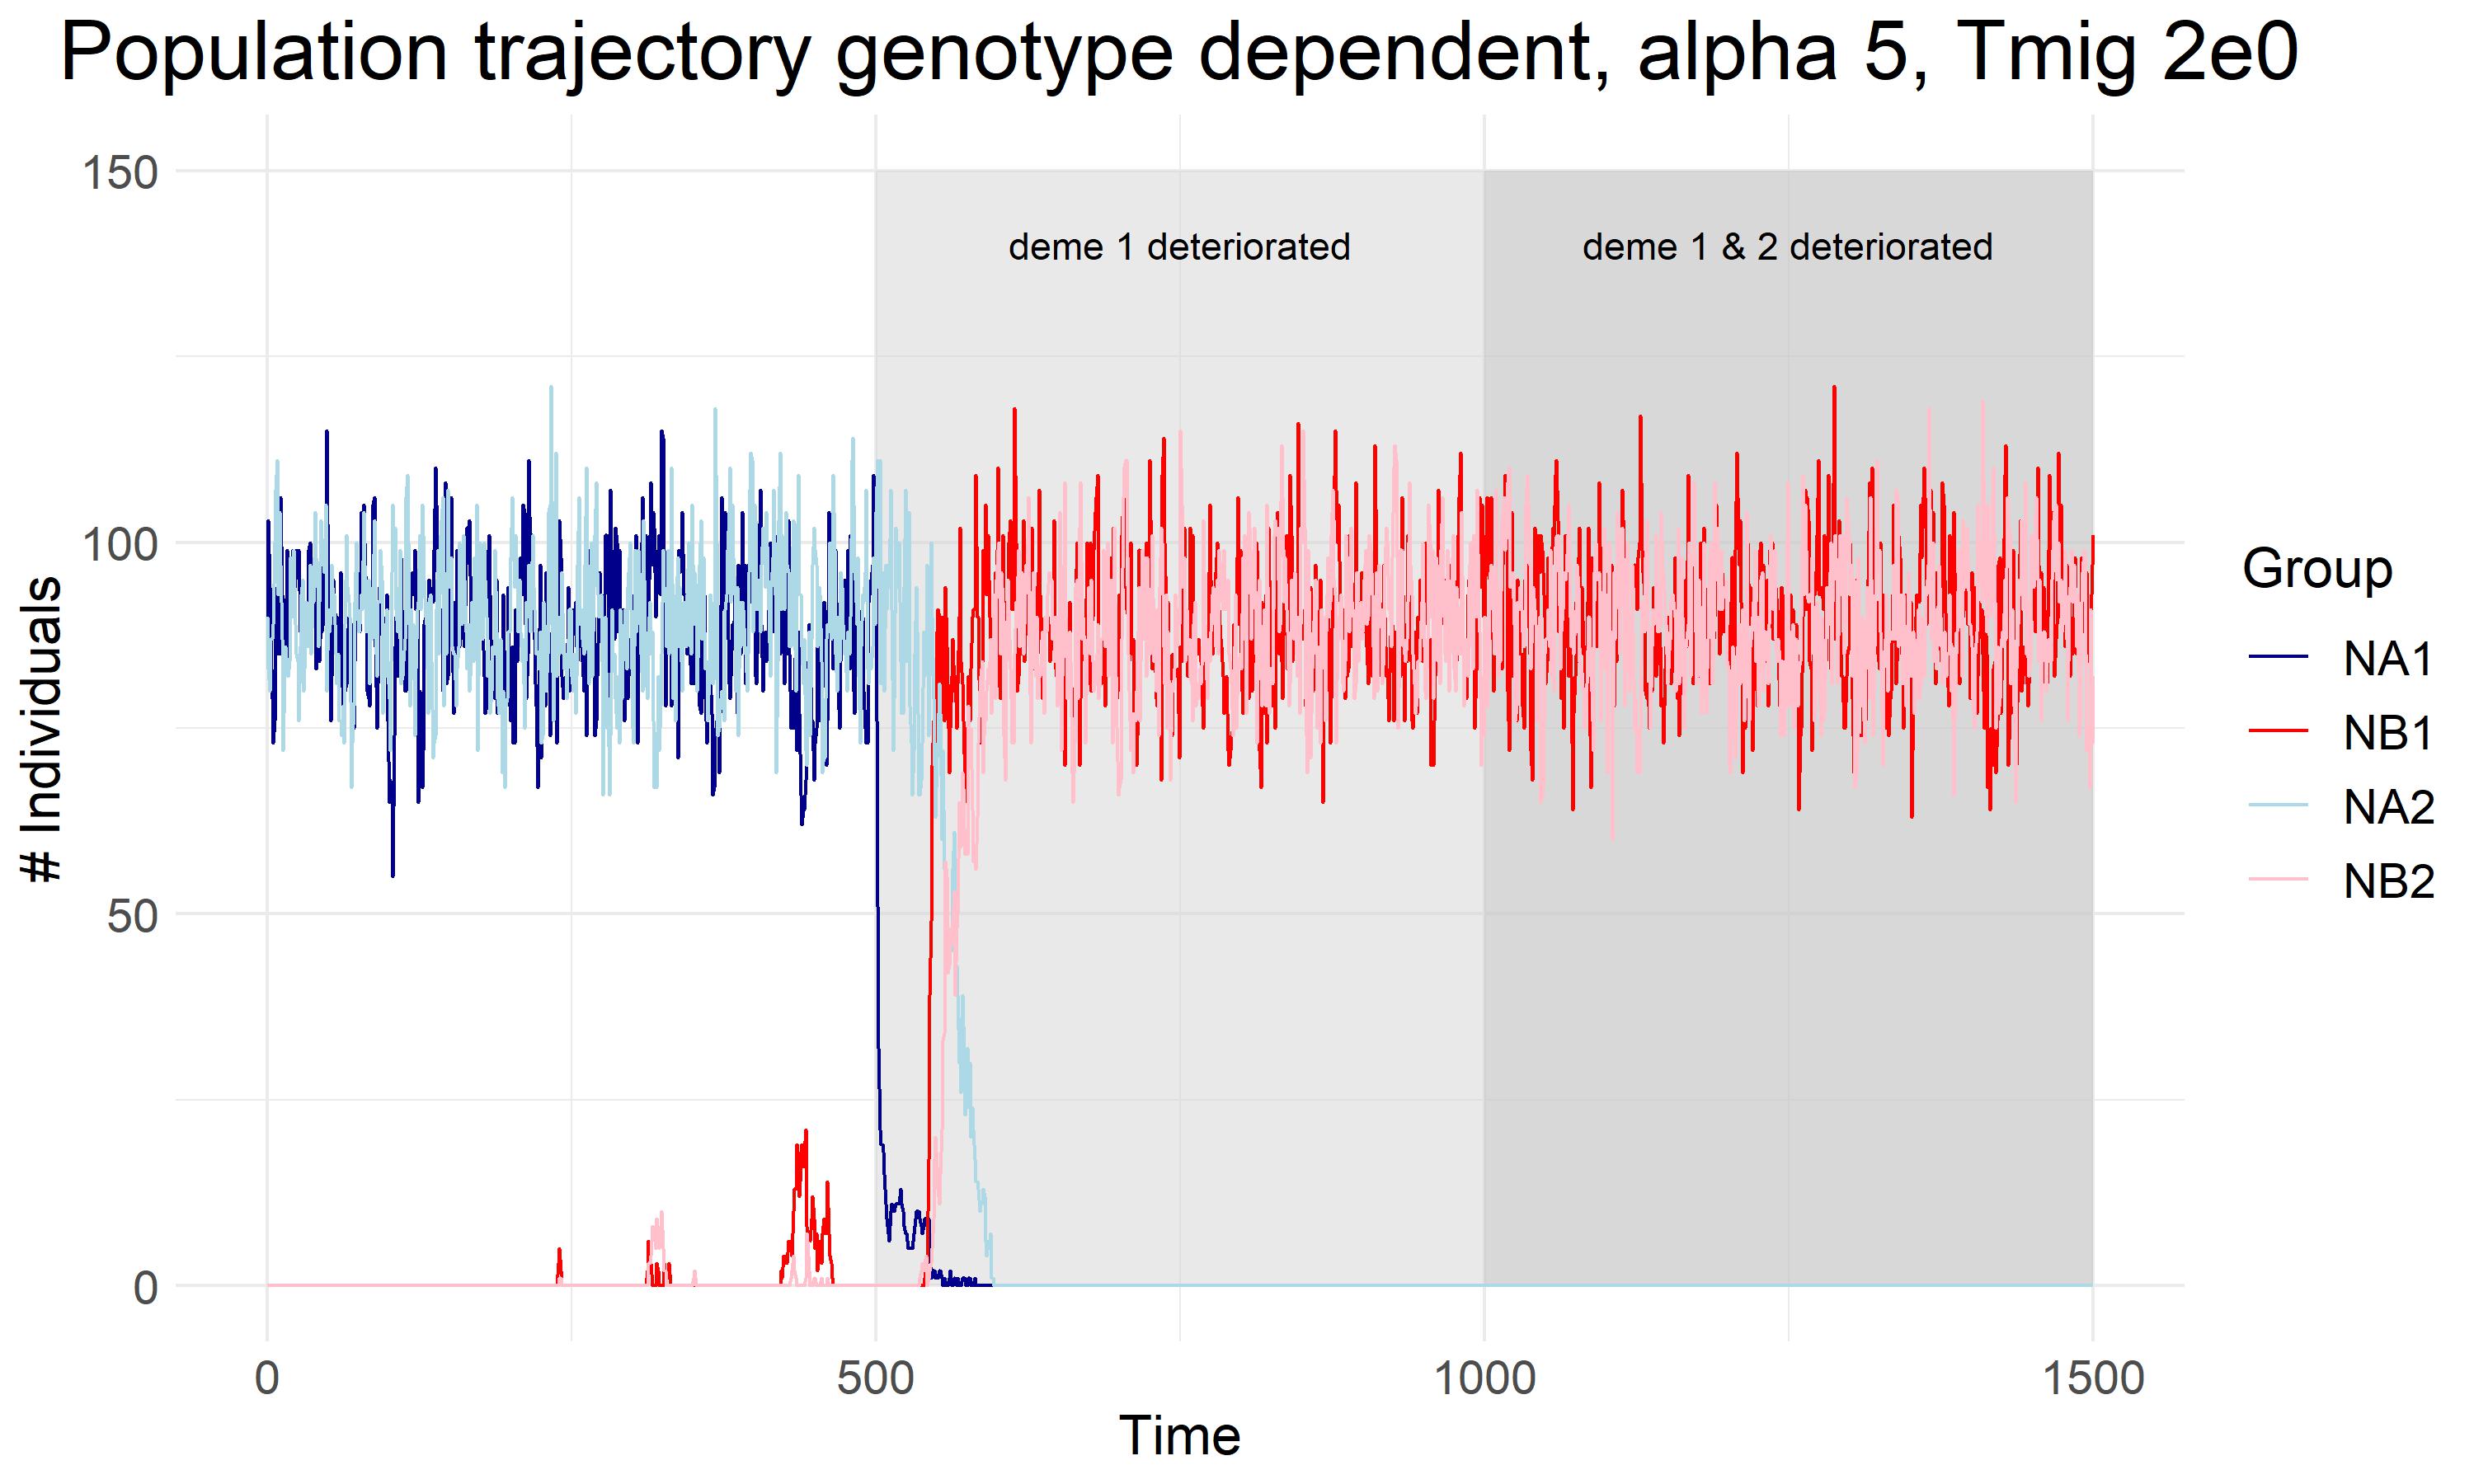 Population trajectory genotype dependent, alpha 5, Tmig 2e0
150
100
50
0
# Individuals
deme 1 deteriorated
deme 1 & 2 deteriorated
0
500
1000
1500
Time
Group
NA1
NB1
NA2
NB2